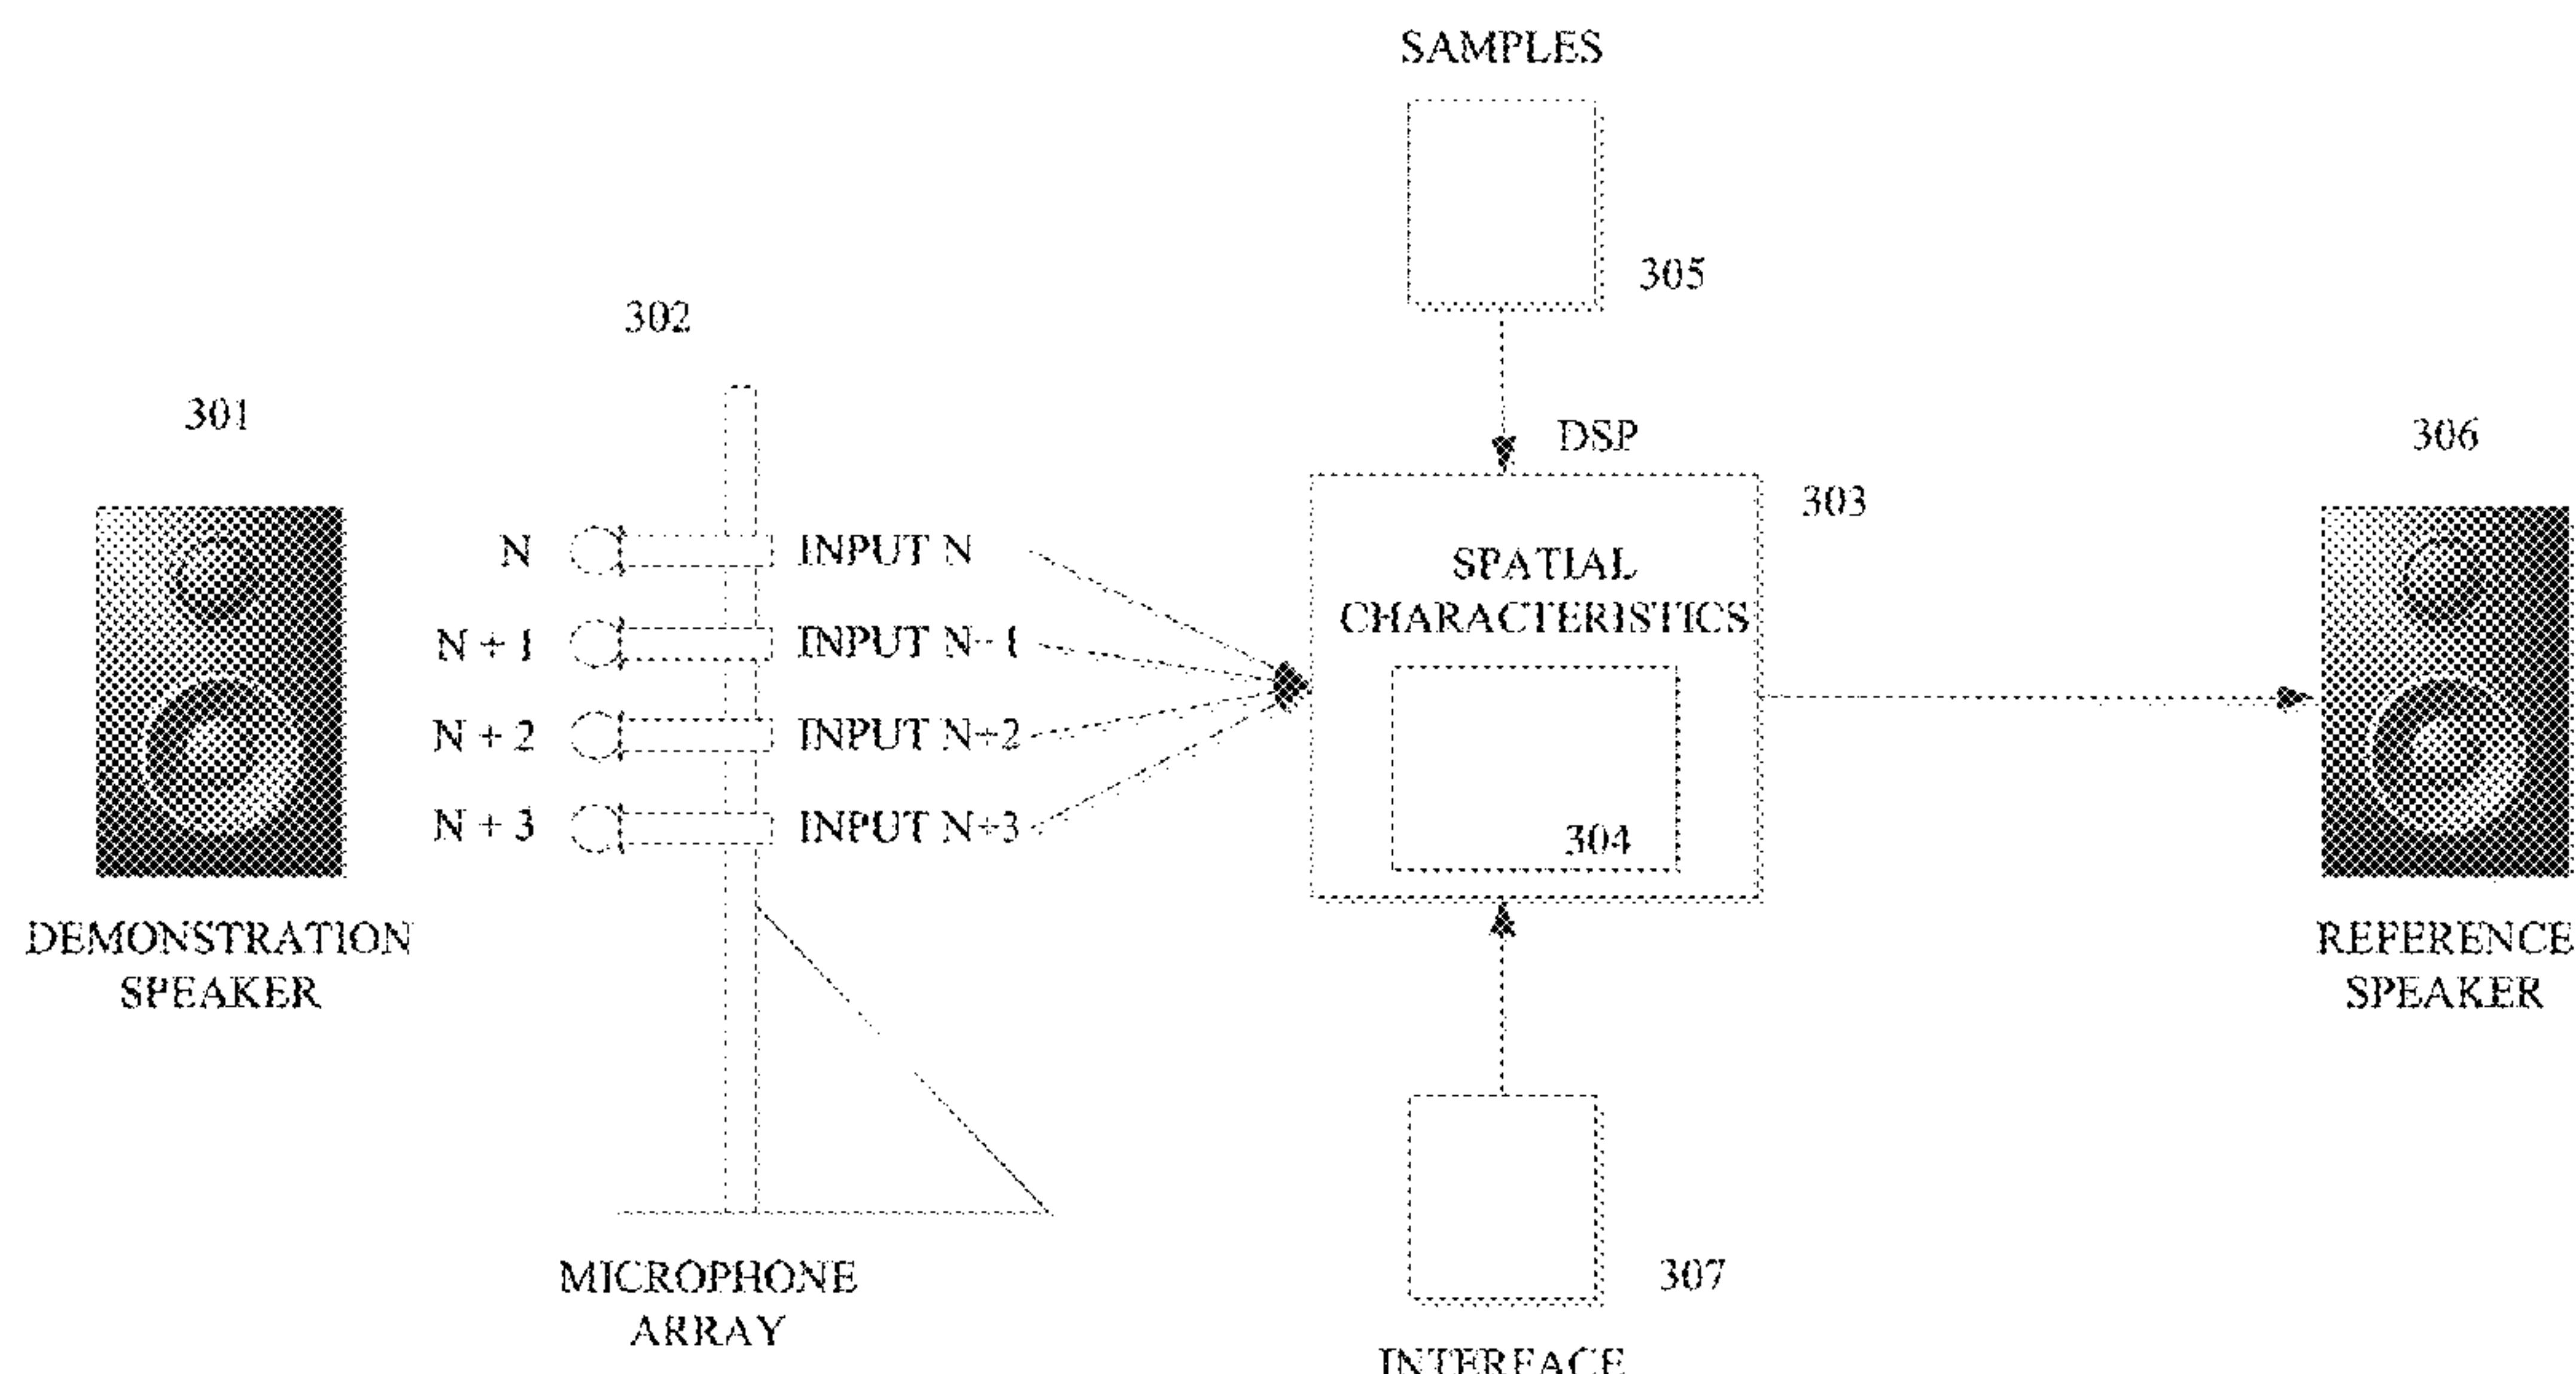 SAMPLES
305
302
301
DSP
306
303
N
INPUT N
SPATIAL
CHARACTERISTICS
N + 1
INPUT N+1
N + 2
INPUT N+2
N + 3
INPUT N+3
304
DEMONSTRATION
SPEAKER
REFERENCE
SPEAKER
MICROPHONE
ARRAY
307
INTERFACE